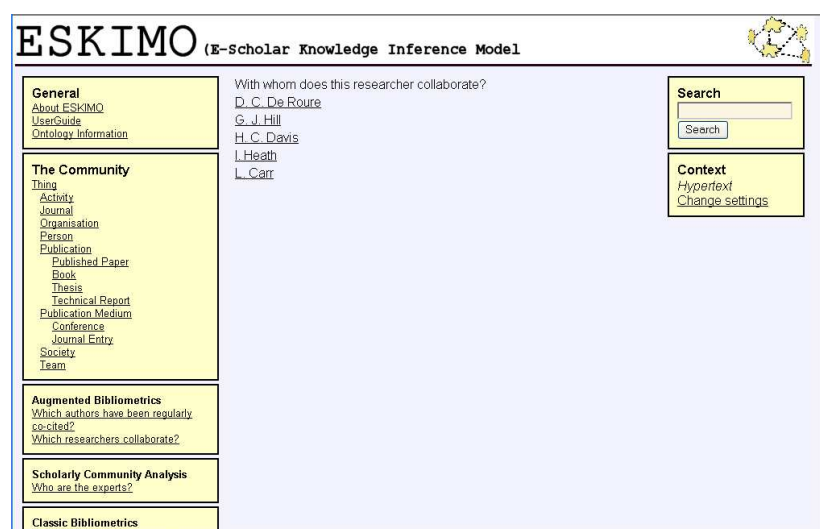 ESKIMO (E-Scholar Knowledge Inference Model
General
About ESKIMO
UserGuide
Ontology Information
The Community
Thing
Activity
Journal
Organisation
Person
Publication
Published Paper
Book
Thesis
Technical Report
Publication Medium
Conference
Journal Entry
Society
Team
Augmented Bibliometrics
Which authors have been regularly
co-cited?
Which researchers collaborate?
Scholarly Community Analysis
Who are the experts?
Classic Bibliometrics
With whom does this researcher collaborate?
D. C. De Roure
G. J. Hill
H. C. Davis
I. Heath
L. Carr
Search
Search
Context
Hypertext
Change settings